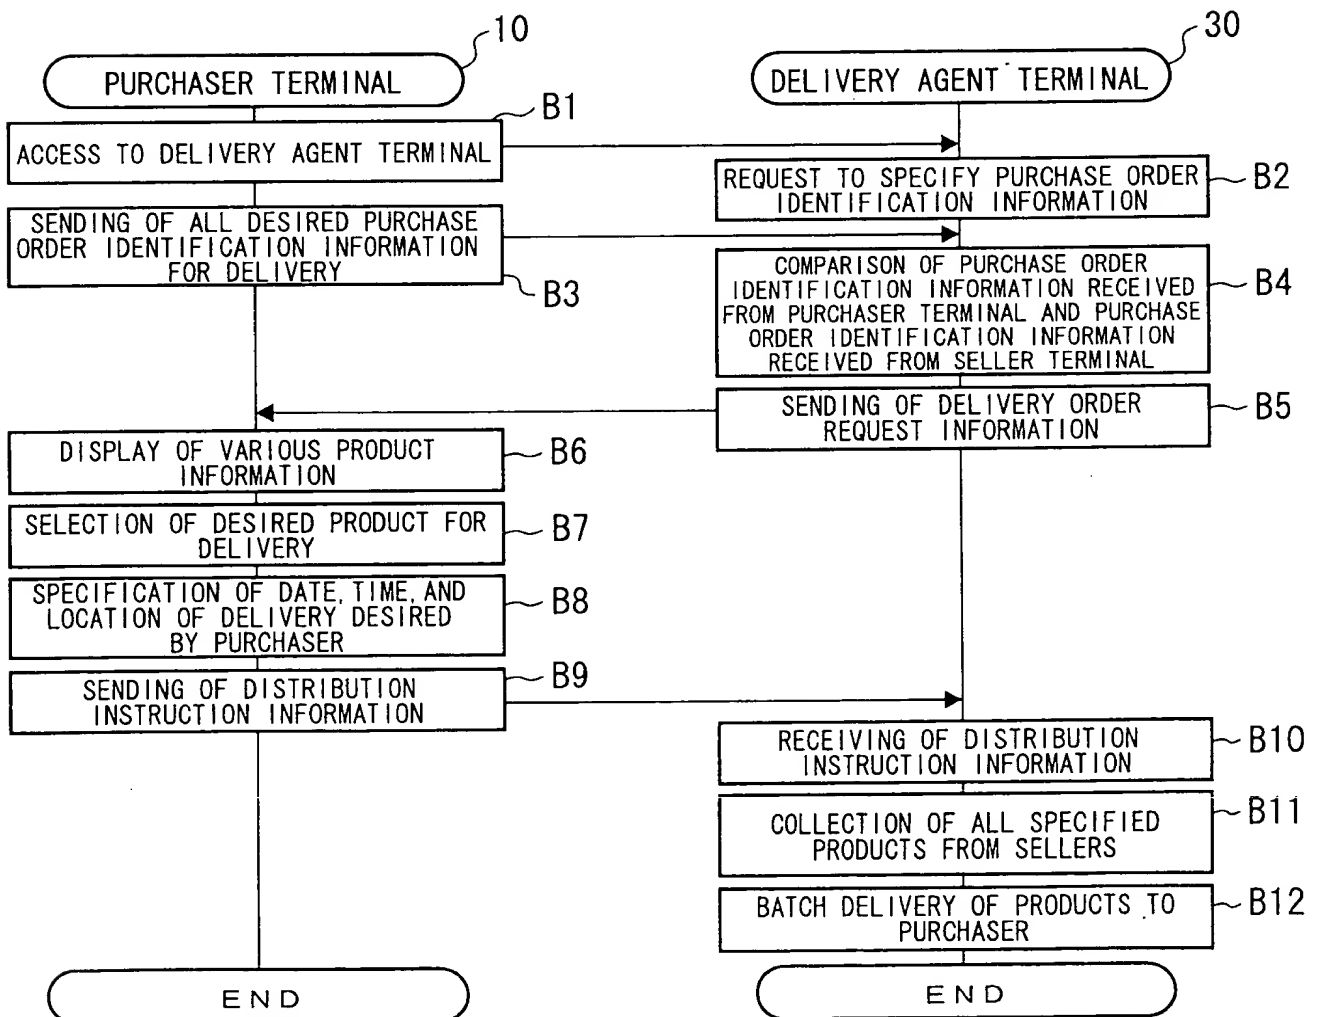 10
PURCHASER TERMINAL
30
DELIVERY AGENT TERMINAL
B1
ACCESS TO DELIVERY AGENT TERMINAL
REQUEST TO SPECIFY PURCHASE ORDER
IDENTIFICATION INFORMATION
B2
SENDING OF ALL DESIRED PURCHASE
ORDER IDENTIFICATION INFORMATION
FOR DELIVERY
B3
COMPARISON OF PURCHASE ORDER
IDENTIFICATION INFORMATION RECEIVED
FROM PURCHASER TERMINAL AND PURCHASE
ORDER IDENTIFICATION INFORMATION
RECEIVED FROM SELLER TERMINAL
B4
SENDING OF DELIVERY ORDER
REQUEST INFORMATION
B5
DISPLAY OF VARIOUS PRODUCT
INFORMATION
B6
SELECTION OF DESIRED PRODUCT FOR
DELIVERY
B7
SPECIFICATION OF DATE, TIME, AND
LOCATION OF DELIVERY DESIRED
BY PURCHASER
B8
SENDING OF DISTRIBUTION
INSTRUCTION INFORMATION
B9
RECEIVING OF DISTRIBUTION
INSTRUCTION INFORMATION
B10
COLLECTION OF ALL SPECIFIED
PRODUCTS FROM SELLERS
B11
BATCH DELIVERY OF PRODUCTS TO
PURCHASER
B12
END
END